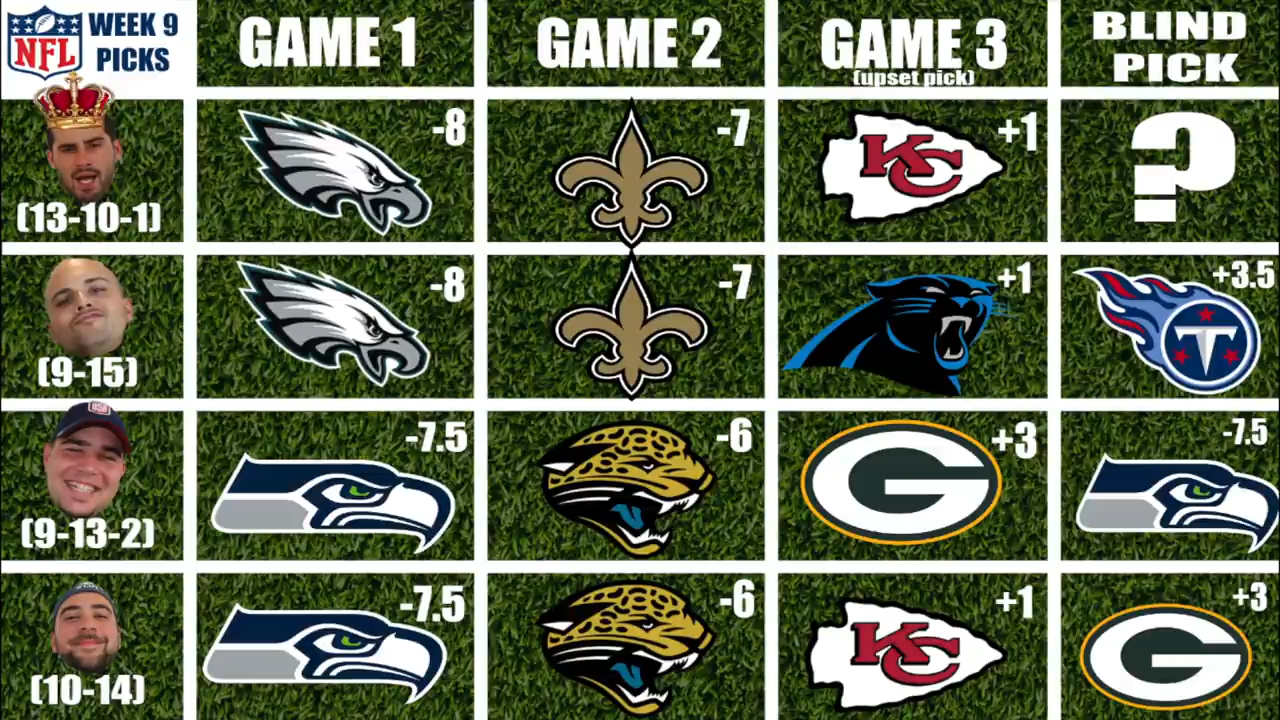 NFL
WEEK 9
PICKS
GAME 1
GAME 2
GAME 3
(upset pick)
BLIND
PICK
(13-10-1)
-8
-7
KC
+1
?
(9-15)
-8
-7
+1
T
+3.5
(9-13-2)
-7.5
-6
G
+3
-7.5
(10-14)
-7.5
-6
KC
+1
G
+3